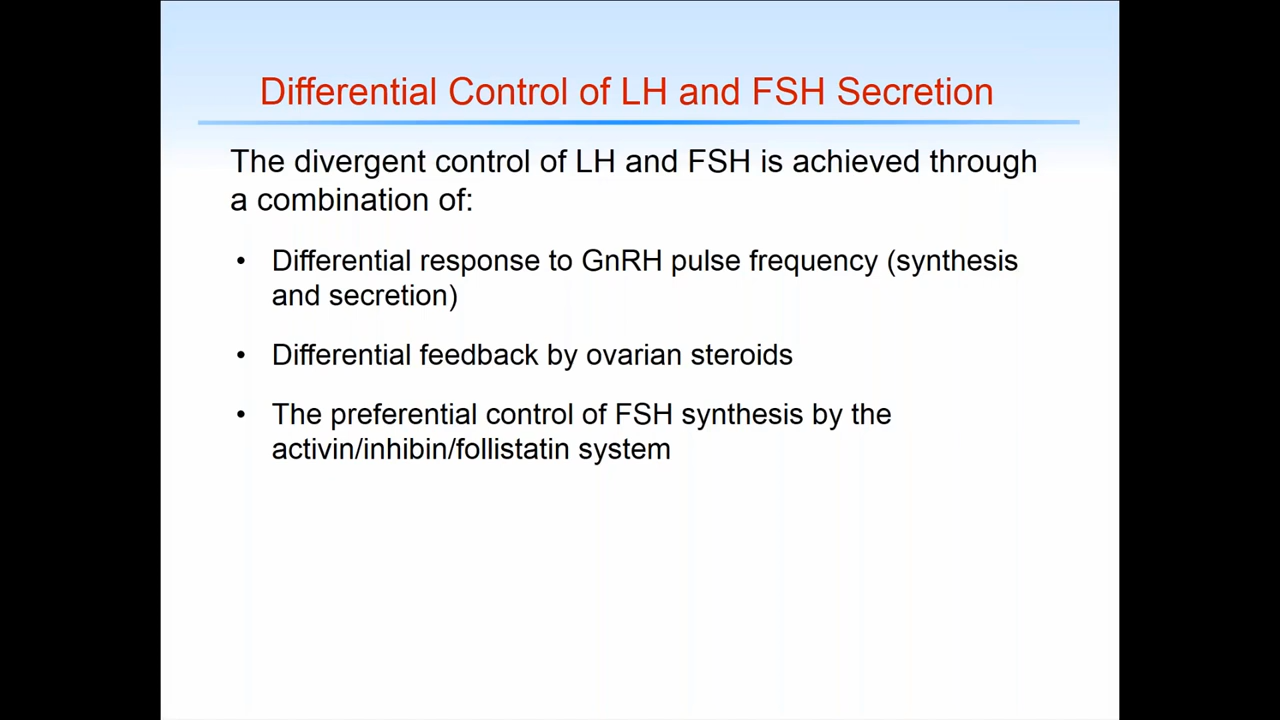 Differential Control of LH and FSH Secretion
The divergent control of LH and FSH is achieved through
a combination of:
• Differential response to GnRH pulse frequency (synthesis
and secretion)
• Differential feedback by ovarian steroids
• The preferential control of FSH synthesis by the
activin/inhibin/follistatin system